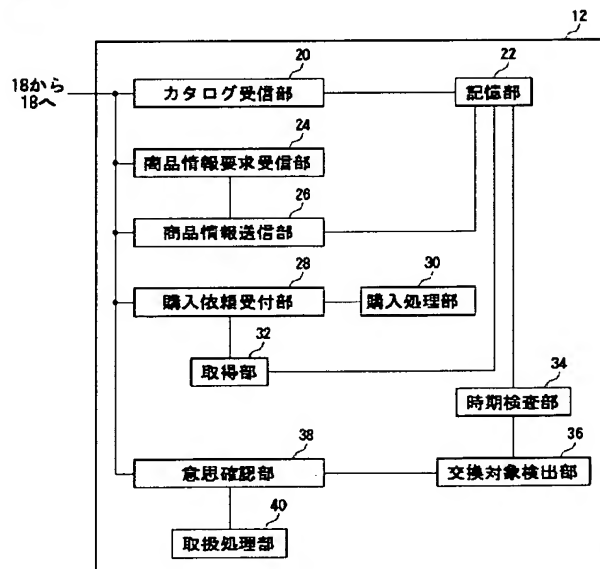 12
18から
18へ
20
カタログ受信部
22
記憶部
24
商品情報要求受信部
26
商品情報送信部
28
購入依頼受付部
30
購入処理部
32
取得部
34
時期検査部
36
交換対象検出部
38
意思確認部
40
取扱処理部